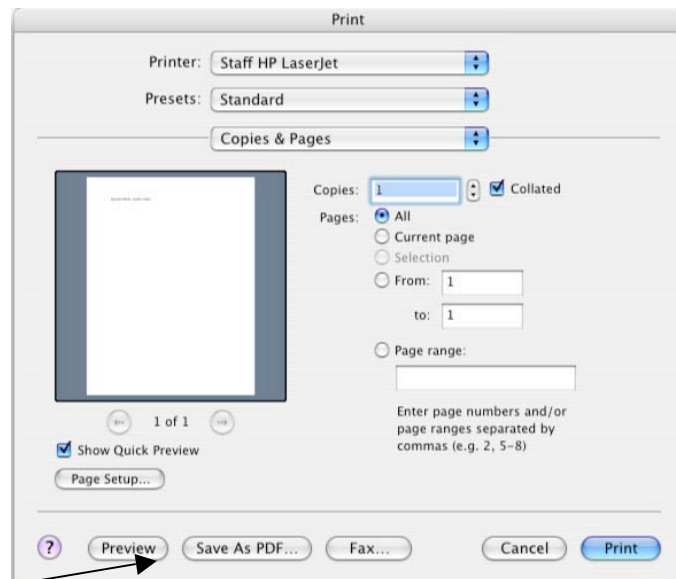 Print
Printer: Staff HP LaserJet
Presets: Standard
Copies & Pages
Copies: 1 Collated
Pages: All
Current page
Selection
From: 1
to: 1
Page range:
Enter page numbers and/or
page ranges separated by
commas (e.g. 2, 5-8)
1 of 1
Show Quick Preview
Page Setup...
? Preview Save As PDF... Fax... Cancel Print